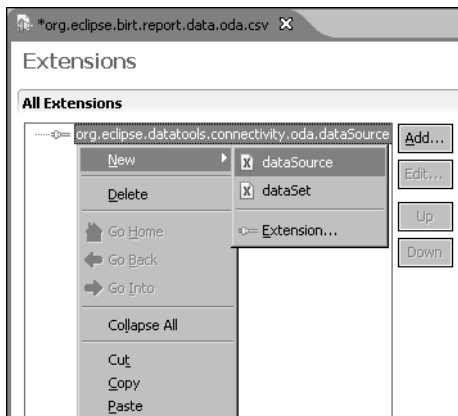 *org.eclipse.birt.report.data.oda.csv
Extensions
All Extensions
org.eclipse.datatools.connectivity.oda.dataSource
Add...
Edit...
Up
Down
New
dataSource
dataSet
Extension...
Delete
Go Home
Go Back
Go Into
Collapse All
Cut
Copy
Paste